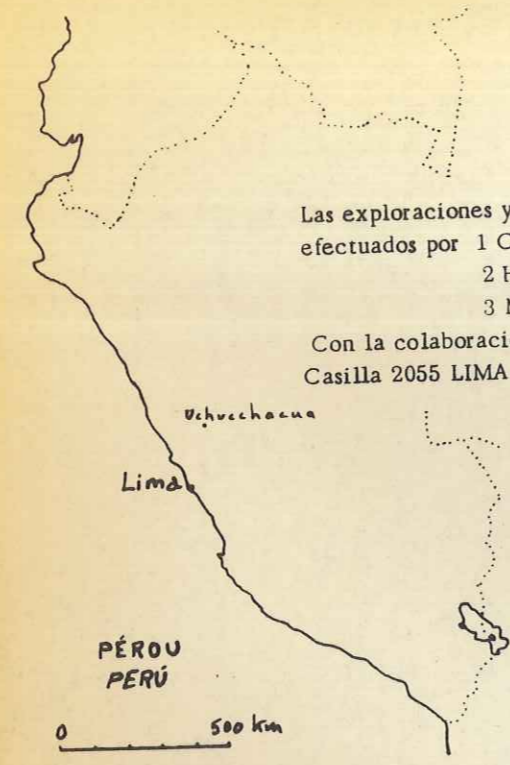 Las exploraciones y
efectuados por 1 C
2 H
3 M
Con la colaboraci
Casilla 2055 LIMA
Uchucchacua
Lima
PÉROU
PERÚ
0 500 km